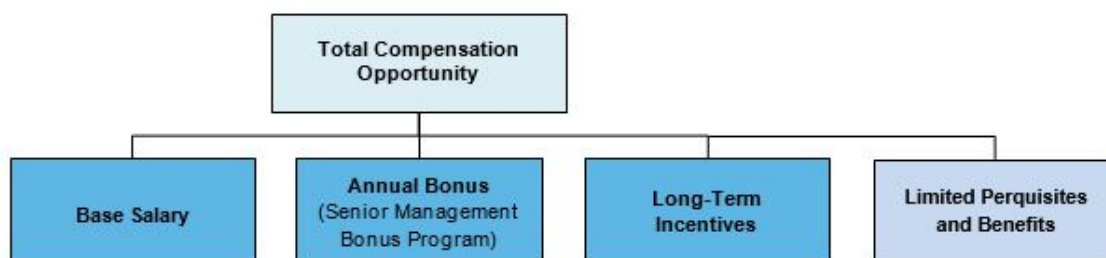 Total Compensation
Opportunity
Base Salary
Annual Bonus
(Senior Management
Bonus Program)
Long-Term
Incentives
Limited Perquisites
and Benefits